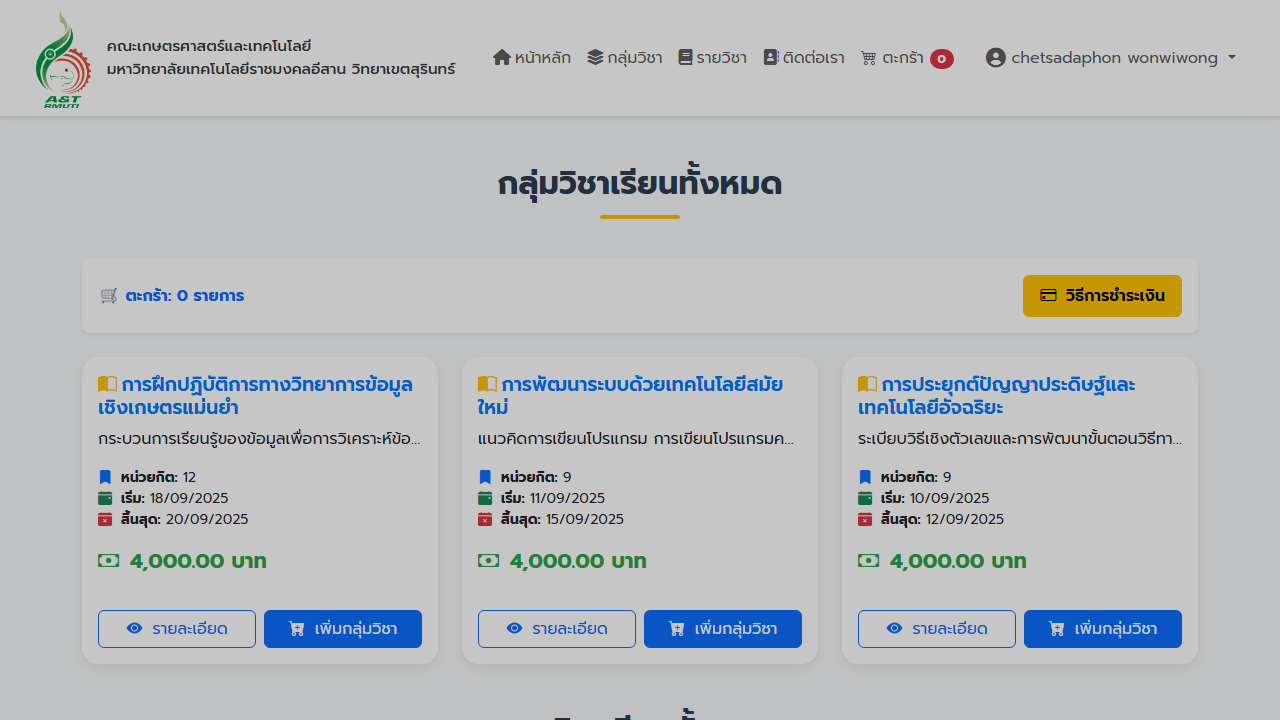 คณะเกษตรศาสตร์และเทคโนโลยี
มหาวิทยาลัยเทคโนโลยีราชมงคลอีสาน วิทยาเขตสุรินทร์
A&T
RMUTI
หน้าหลัก กลุ่มวิชา รายวิชา ติดต่อเรา ตะกร้า 0 chetsadaphon wonwiwong
กลุ่มวิชาเรียนทั้งหมด
ตะกร้า: 0 รายการ
วิธีการชำระเงิน
การฝึกปฏิบัติการทางวิทยาการข้อมูล
เชิงเกษตรแม่นยำ
กระบวนการเรียนรู้ของข้อมูลเพื่อการวิเคราะห์ข้อ...
หน่วยกิต: 12
เริ่ม: 18/09/2025
สิ้นสุด: 20/09/2025
4,000.00 บาท
รายละเอียด เพิ่มกลุ่มวิชา
การพัฒนาระบบด้วยเทคโนโลยีสมัย
ใหม่
แนวคิดการเขียนโปรแกรม การเขียนโปรแกรมค...
หน่วยกิต: 9
เริ่ม: 11/09/2025
สิ้นสุด: 15/09/2025
4,000.00 บาท
รายละเอียด เพิ่มกลุ่มวิชา
การประยุกต์ปัญญาประดิษฐ์และ
เทคโนโลยีอัจฉริยะ
ระเบียบวิธีเชิงตัวเลขและการพัฒนาขั้นตอนวิธีทา...
หน่วยกิต: 9
เริ่ม: 10/09/2025
สิ้นสุด: 12/09/2025
4,000.00 บาท
รายละเอียด เพิ่มกลุ่มวิชา